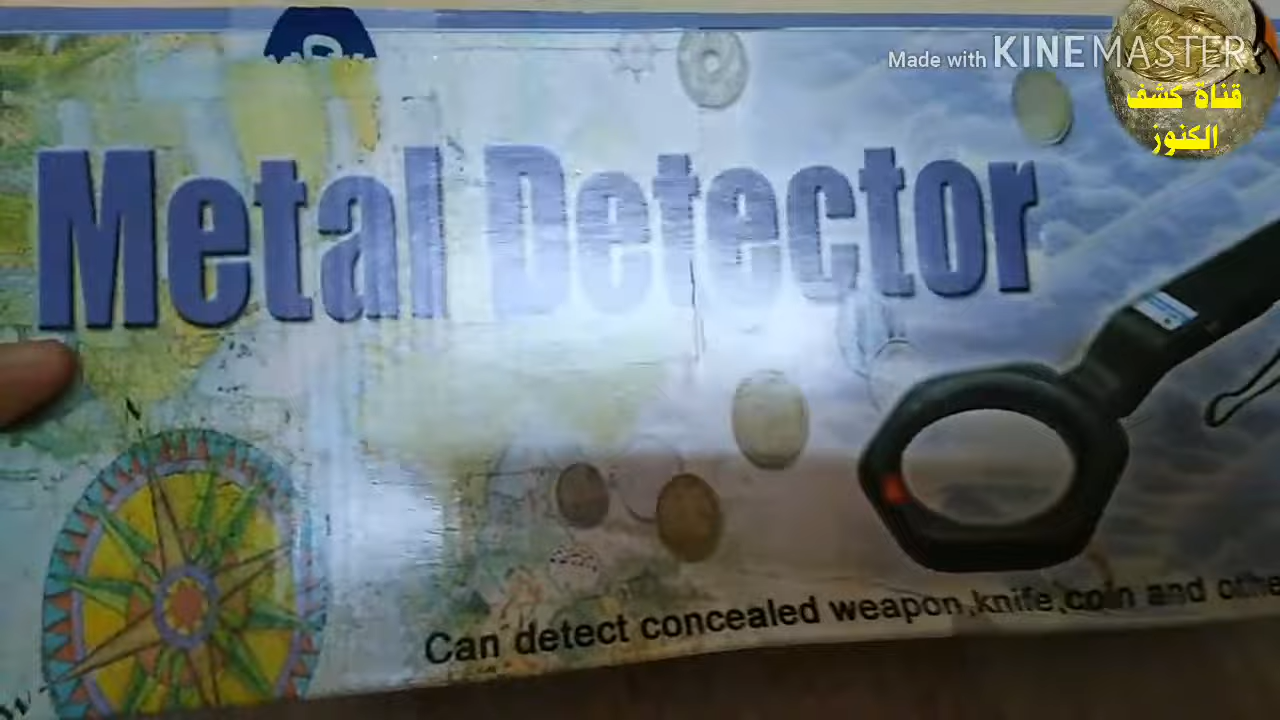 Made with KINEMASTER
قناة كشف
الكنوز
Metal Detector
N
Can detect concealed weapon,knife,coin and othe